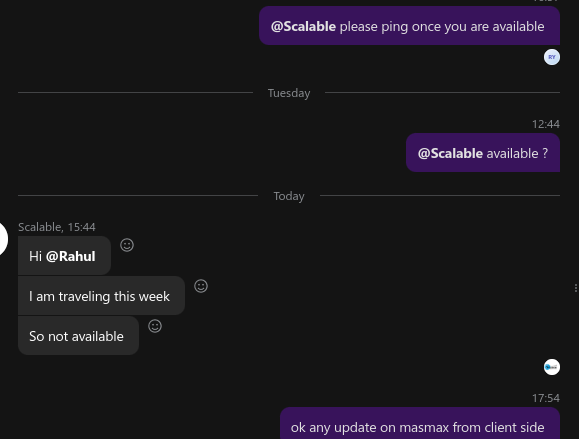 @Scalable please ping once you are available
RY
Tuesday
12:44
@Scalable available ?
Today
Scalable, 15:44
Hi @Rahul
I am traveling this week
So not available
17:54
ok any update on masmax from client side